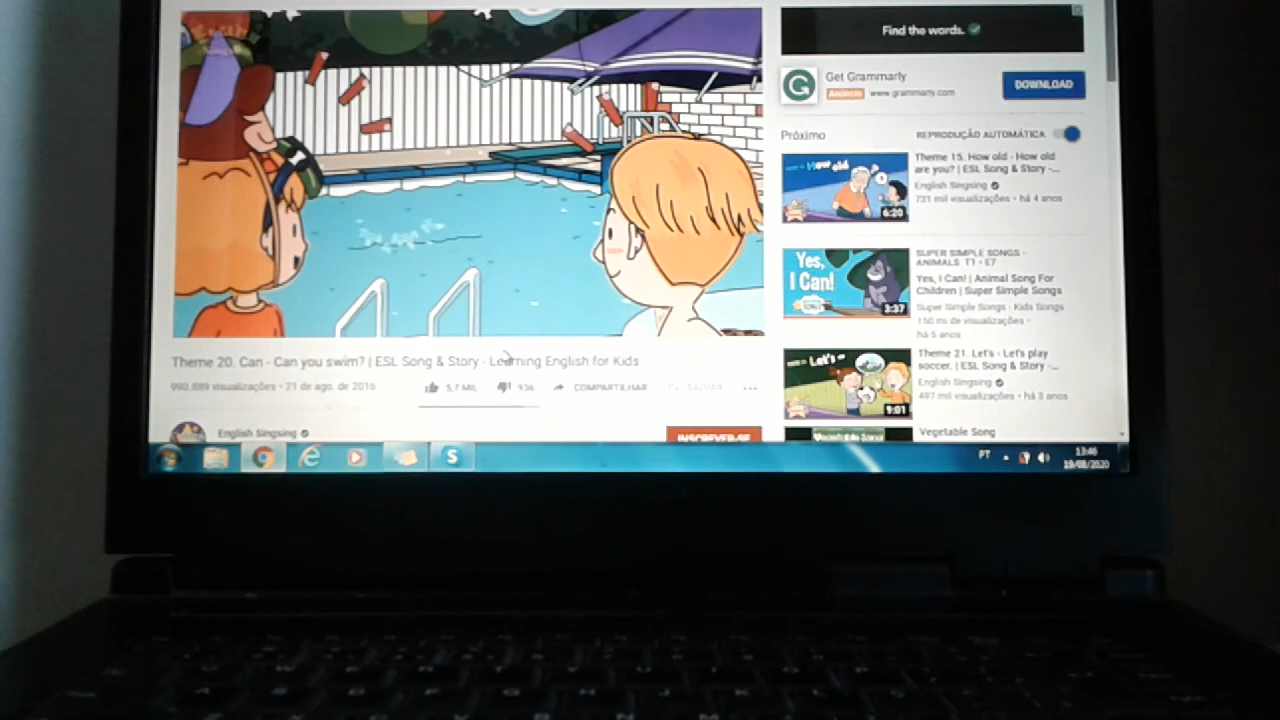 Theme 20. Can - Can you swim? | ESL Song & Story - Learning English for Kids
990.889 visualizações • 21 de ago. de 2016
5,7 MIL
936
COMPARTILHAR
SALVAR
English Singsing
INSCREVER-SE
Find the words.
Get Grammarly
Anúncio www.grammarly.com
DOWNLOAD
Próximo
REPRODUÇÃO AUTOMÁTICA
6:20
Theme 15. How old - How old
are you? | ESL Song & Story -...
English Singsing
731 mil visualizações • há 4 anos
Yes,
I Can!
3:37
SUPER SIMPLE SONGS -
ANIMALS T1 • E7
Yes, I Can! | Animal Song For
Children | Super Simple Songs
Super Simple Songs - Kids Songs
150 mi de visualizações •
há 5 anos
Let's~
9:01
Theme 21. Let's - Let's play
soccer. | ESL Song & Story -...
English Singsing
497 mil visualizações • há 3 anos
Vegetable Song
PT
13:46
19/08/2020